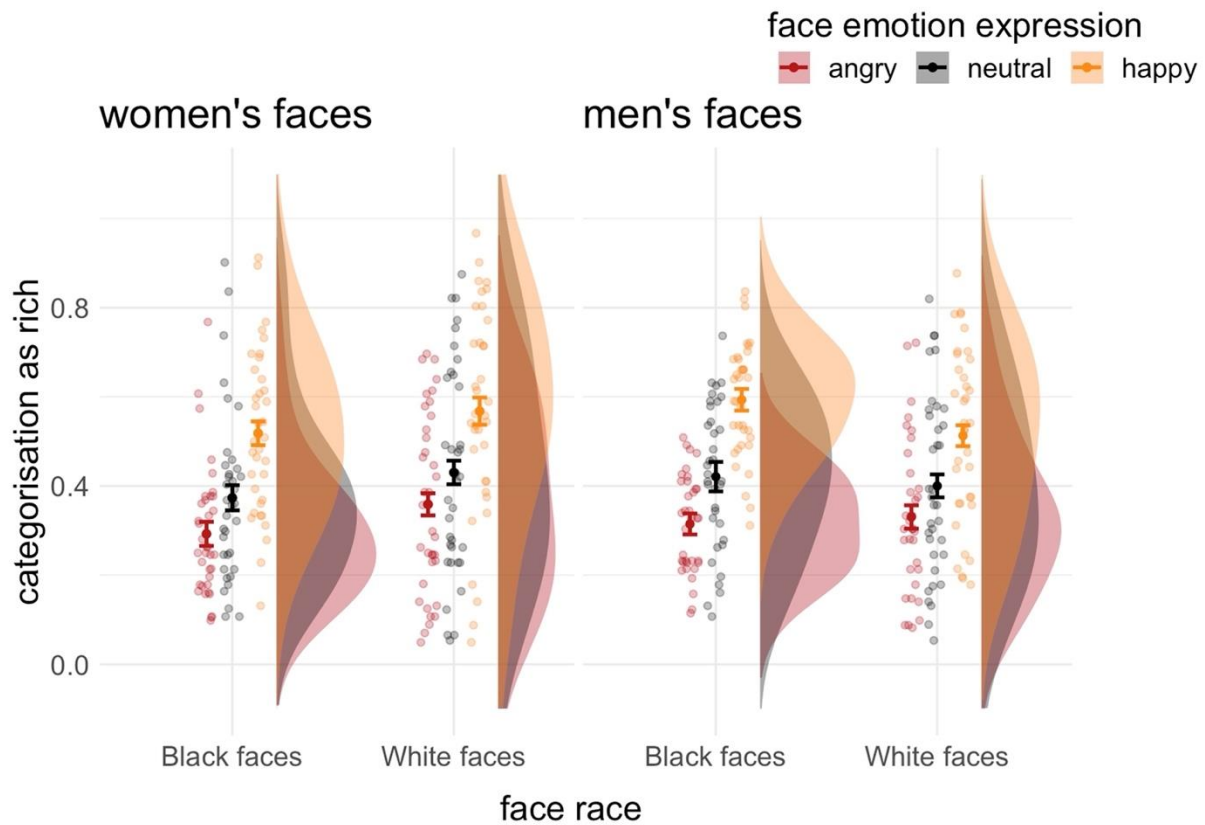 face emotion expression
angry neutral happy
women's faces men's faces
categorisation as rich
0.8
0.4
0.0
Black faces White faces Black faces White faces
face race